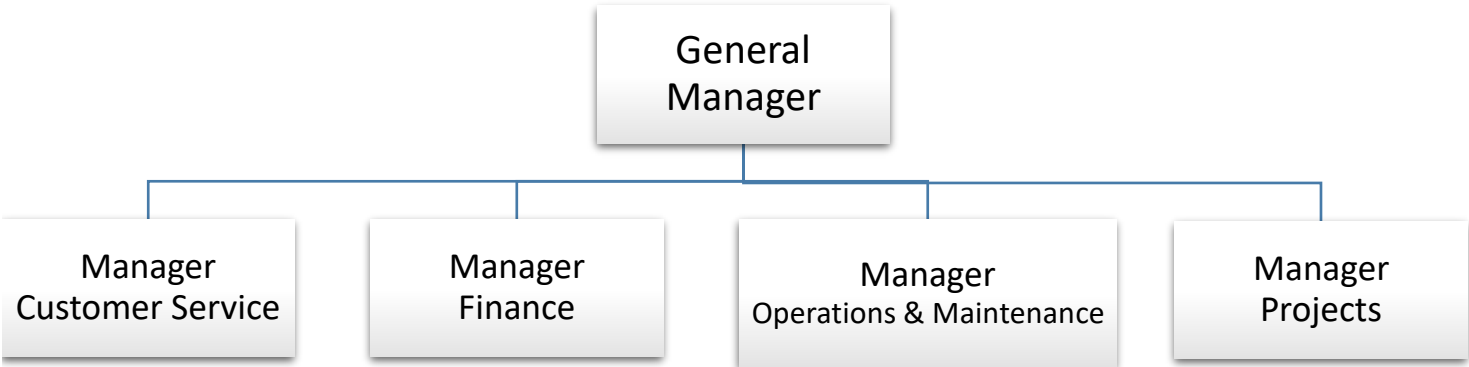 General
Manager
Manager
Customer Service
Manager
Finance
Manager
Operations & Maintenance
Manager
Projects